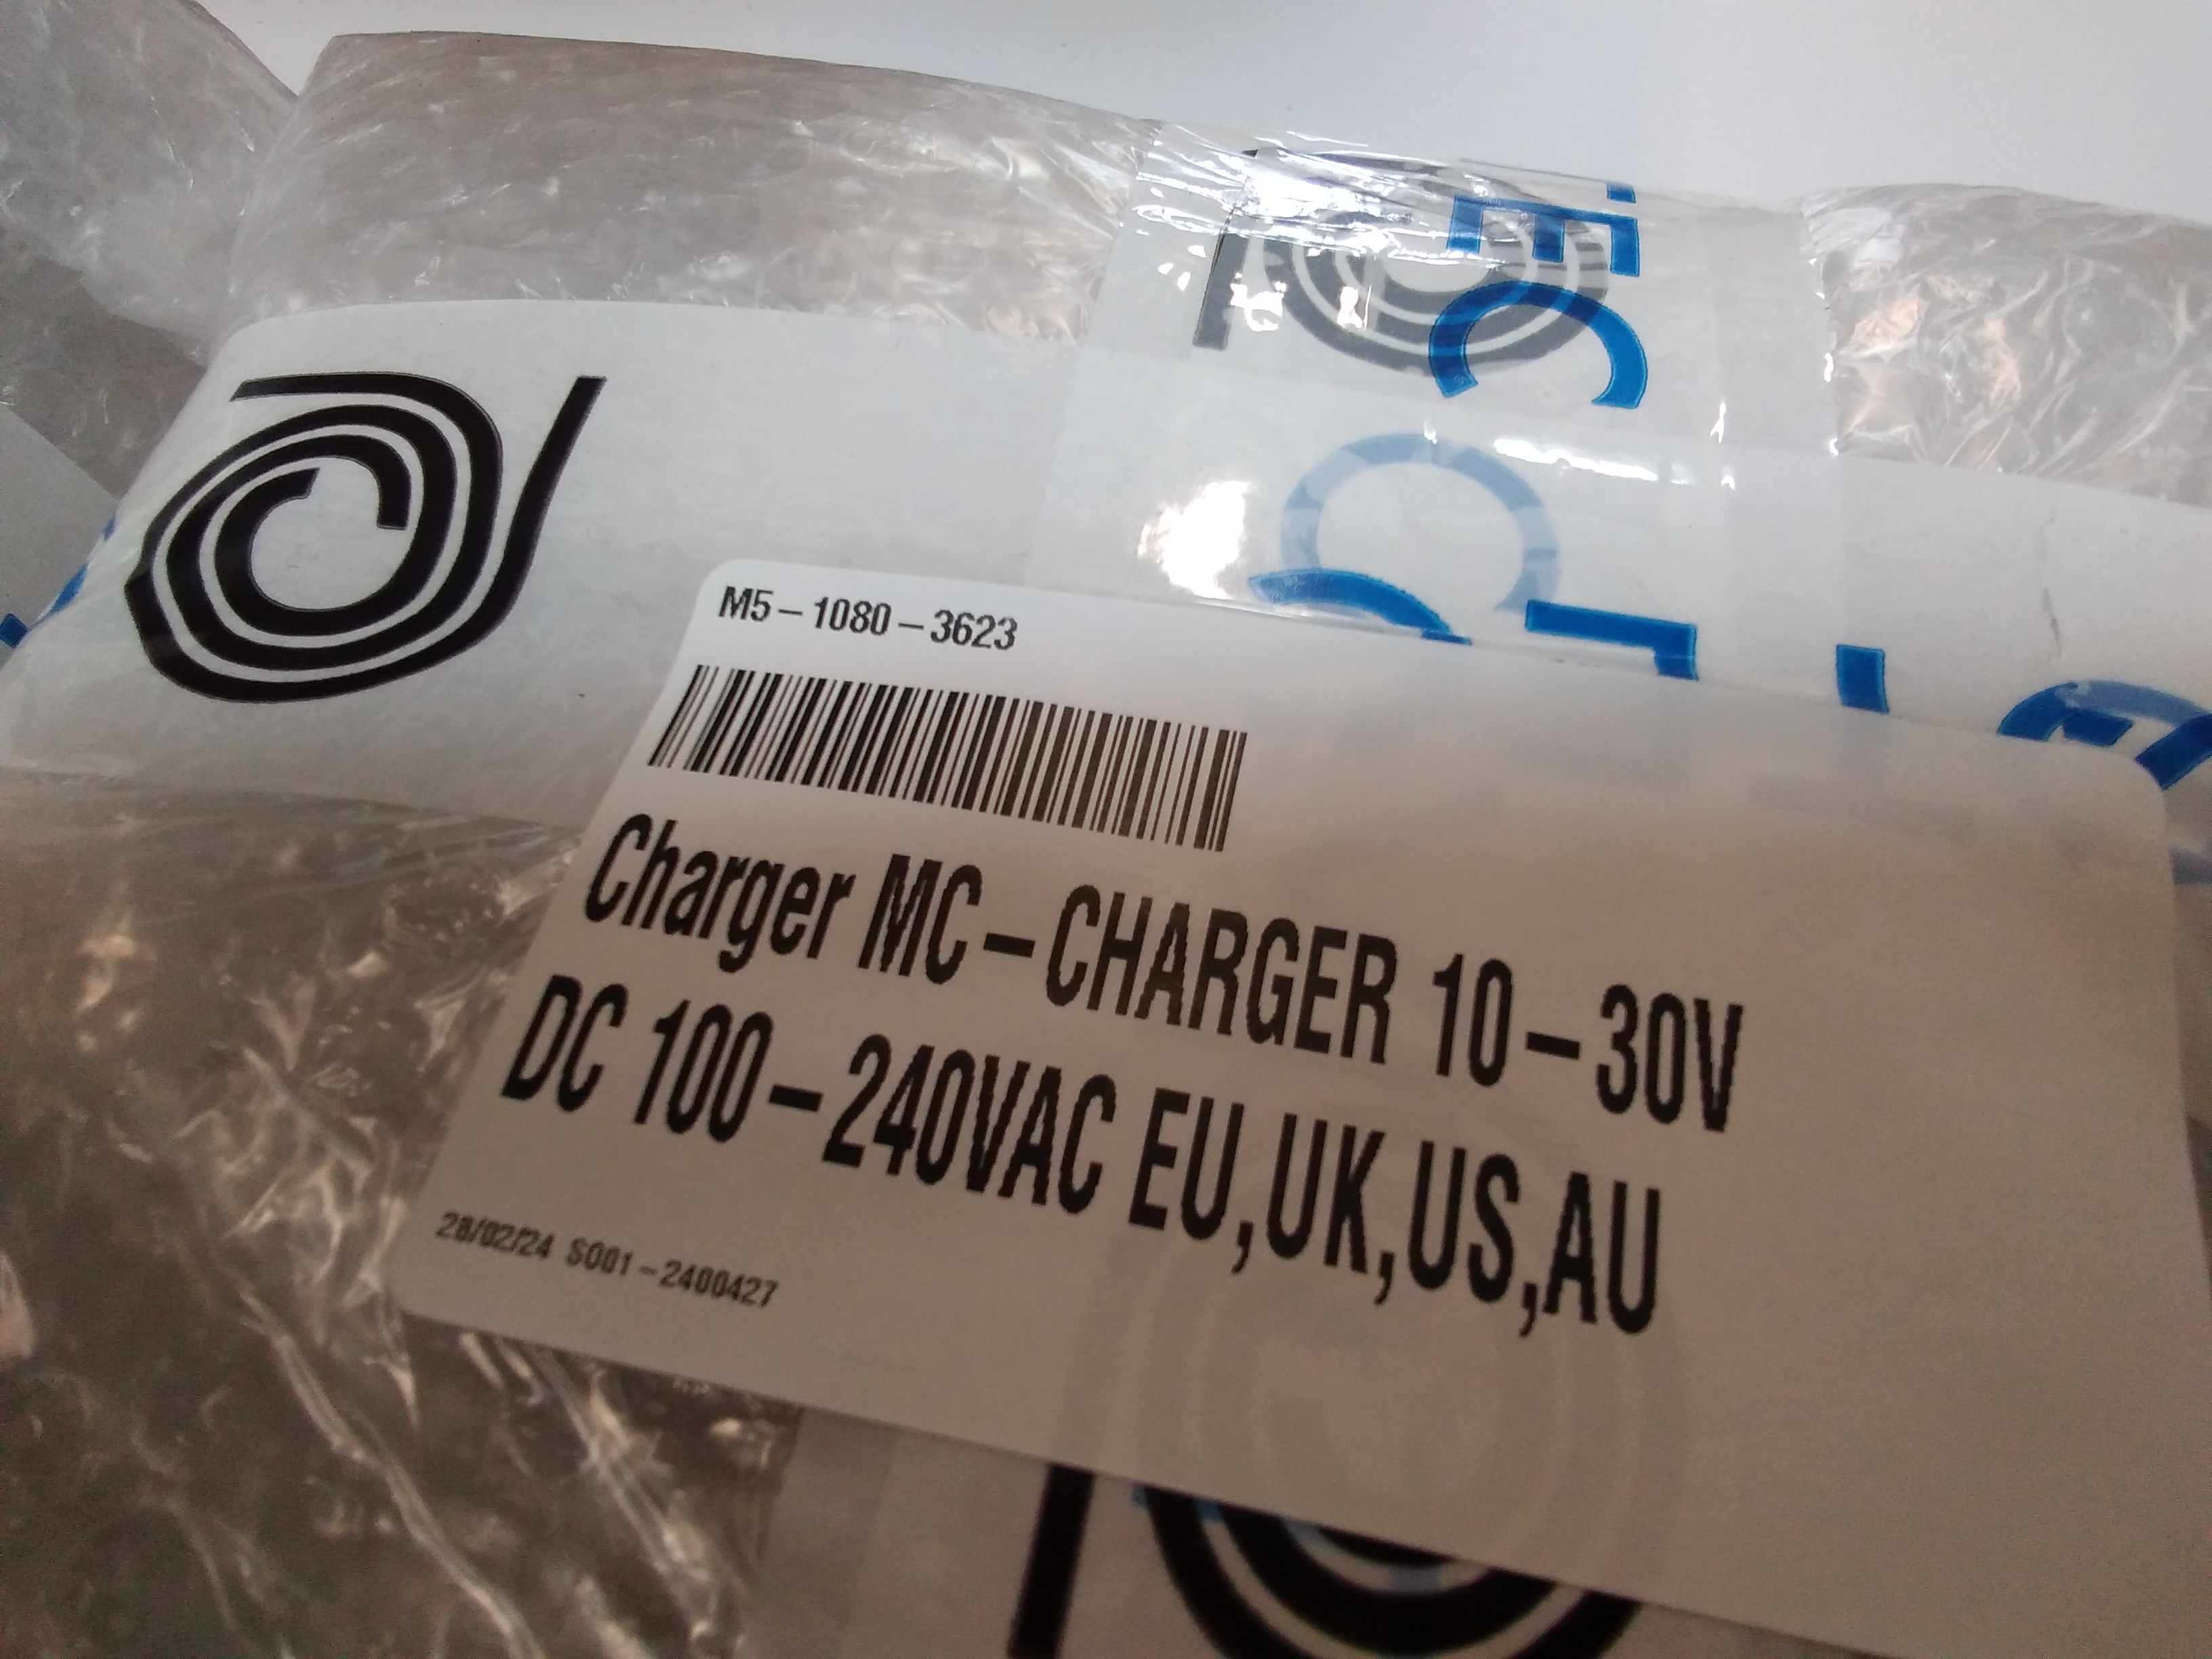 M5-1080-3623
Charger MC-CHARGER 10-30V
DC 100-240VAC EU,UK,US,AU
28/02/24 S001-2400427